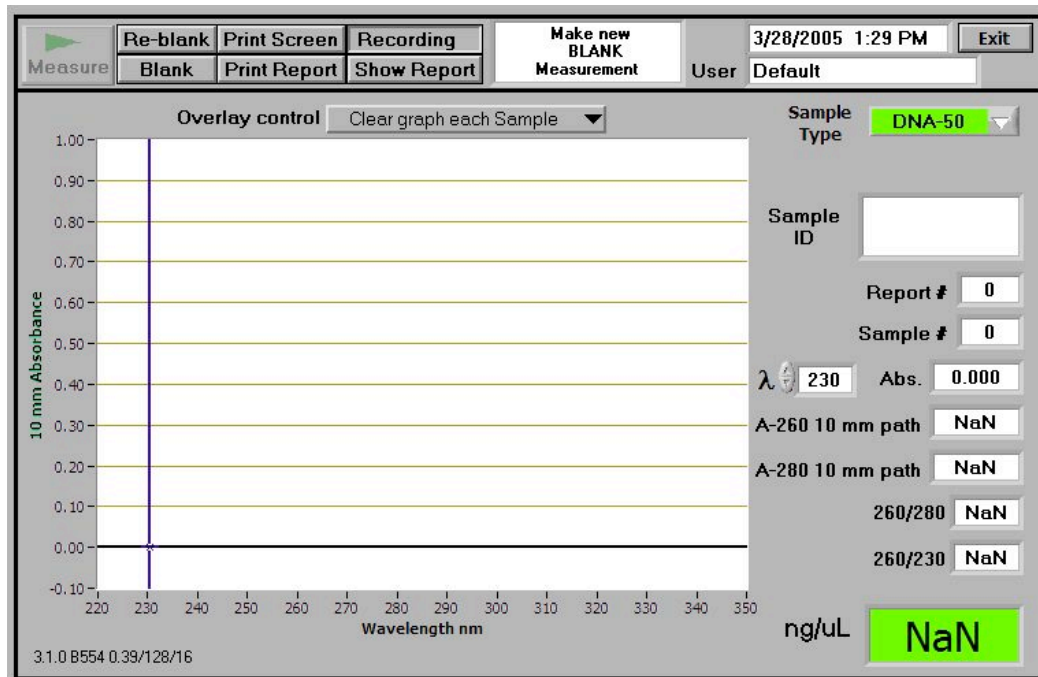 Measure
Re-blank
Print Screen
Recording
Blank
Print Report
Show Report
Make new
BLANK
Measurement
3/28/2005 1:29 PM
Exit
User
Default
Overlay control
Clear graph each Sample
Sample
Type
DNA-50
Sample
ID
Report #
0
Sample #
0
λ
230
Abs.
0.000
A-260 10 mm path
NaN
A-280 10 mm path
NaN
260/280
NaN
260/230
NaN
ng/uL
NaN
10 mm Absorbance
1.00
0.90
0.80
0.70
0.60
0.50
0.40
0.30
0.20
0.10
0.00
-0.10
220 230 240 250 260 270 280 290 300 310 320 330 340 350
Wavelength nm
3.1.0 B554 0.39/128/16